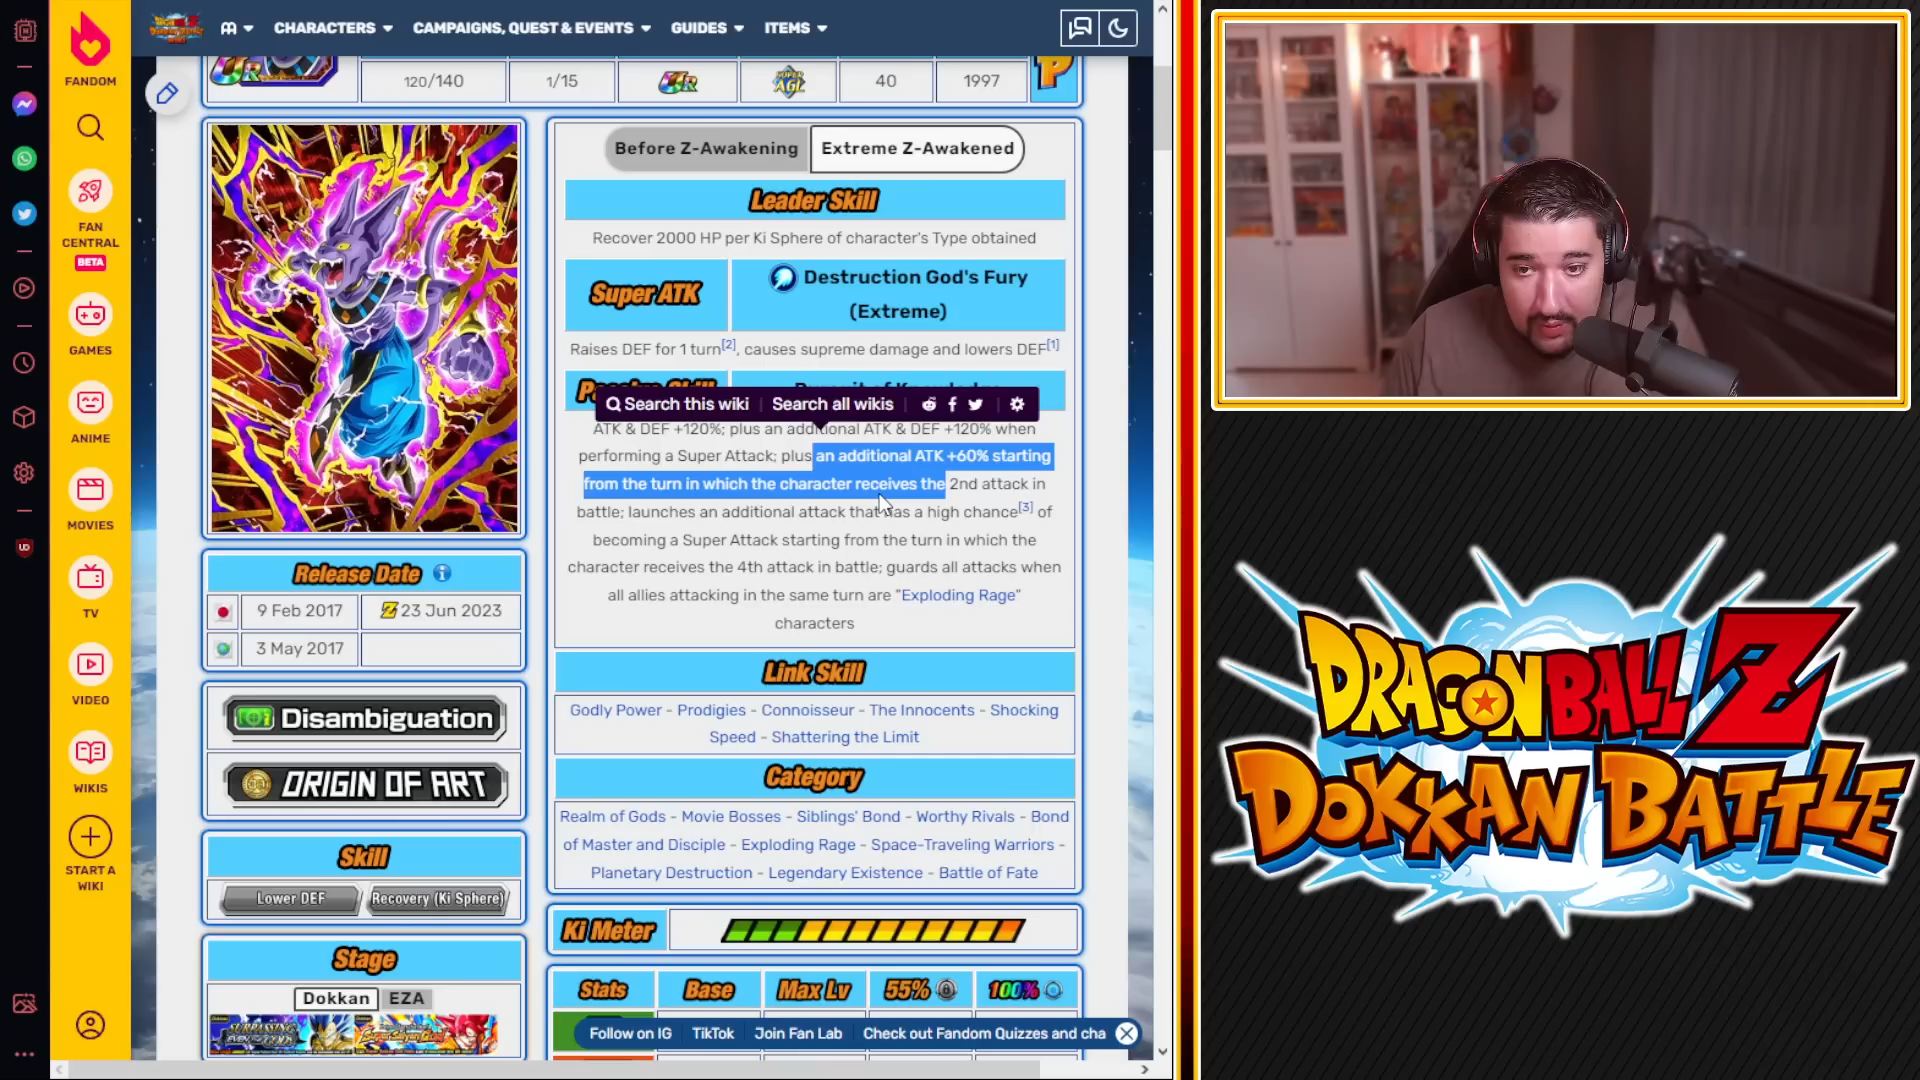 FANDOM
FAN
CENTRAL
BETA
GAMES
ANIME
MOVIES
TV
VIDEO
WIKIS
START A
WIKI
CHARACTERS
CAMPAIGNS, QUEST & EVENTS
GUIDES
ITEMS
120/140
1/15
UR
SUPER AGL
40
1997
Before Z-Awakening
Extreme Z-Awakened
Leader Skill
Recover 2000 HP per Ki Sphere of character's Type obtained
Super ATK
Destruction God's Fury
(Extreme)
Raises DEF for 1 turn[2], causes supreme damage and lowers DEF[1]
Search this wiki
Search all wikis
ATK & DEF +120%; plus an additional ATK & DEF +120% when
performing a Super Attack; plus an additional ATK +60% starting
from the turn in which the character receives the 2nd attack in
battle; launches an additional attack that has a high chance[3] of
becoming a Super Attack starting from the turn in which the
character receives the 4th attack in battle; guards all attacks when
all allies attacking in the same turn are "Exploding Rage"
characters
Link Skill
Godly Power - Prodigies - Connoisseur - The Innocents - Shocking
Speed - Shattering the Limit
Category
Realm of Gods - Movie Bosses - Siblings' Bond - Worthy Rivals - Bond
of Master and Disciple - Exploding Rage - Space-Traveling Warriors -
Planetary Destruction - Legendary Existence - Battle of Fate
Ki Meter
Stats
Base
Max Lv
55%
100%
Release Date
9 Feb 2017
Z 23 Jun 2023
3 May 2017
Disambiguation
ORIGIN OF ART
Skill
Lower DEF
Recovery (Ki Sphere)
Stage
Dokkan
EZA
Follow on IG
TikTok
Join Fan Lab
Check out Fandom Quizzes and cha
DRAGON BALL Z
DOKKAN BATTLE